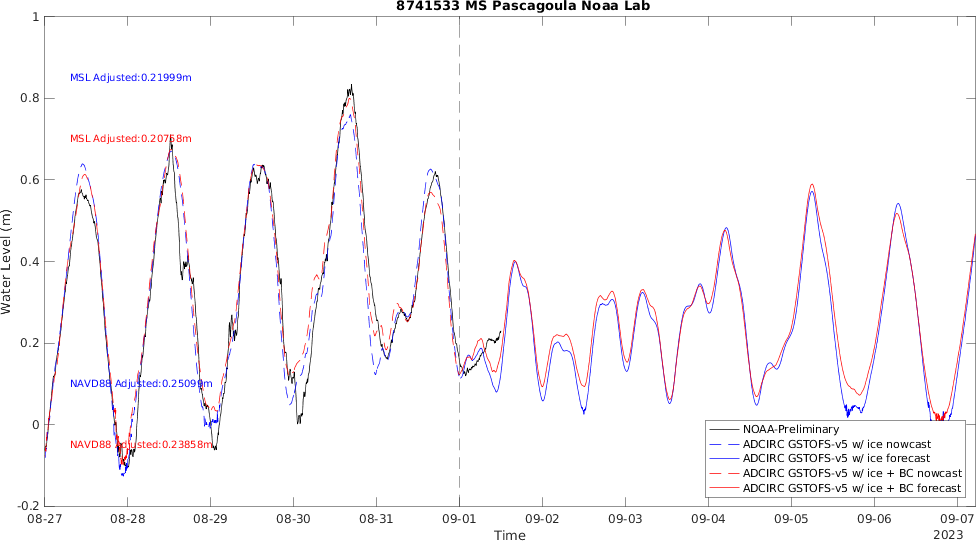 8741533 MS Pascagoula Noaa Lab
1
0.8
0.6
0.4
0.2
0
-0.2
Water Level (m)
MSL Adjusted:0.21999m
MSL Adjusted:0.20758m
NAVD88 Adjusted:0.25099m
NAVD88 Adjusted:0.23858m
NOAA-Preliminary
ADCIRC GSTOFS-v5 w/ ice nowcast
ADCIRC GSTOFS-v5 w/ ice forecast
ADCIRC GSTOFS-v5 w/ ice + BC nowcast
ADCIRC GSTOFS-v5 w/ ice + BC forecast
08-27 08-28 08-29 08-30 08-31 09-01 09-02 09-03 09-04 09-05 09-06 09-07
Time
2023